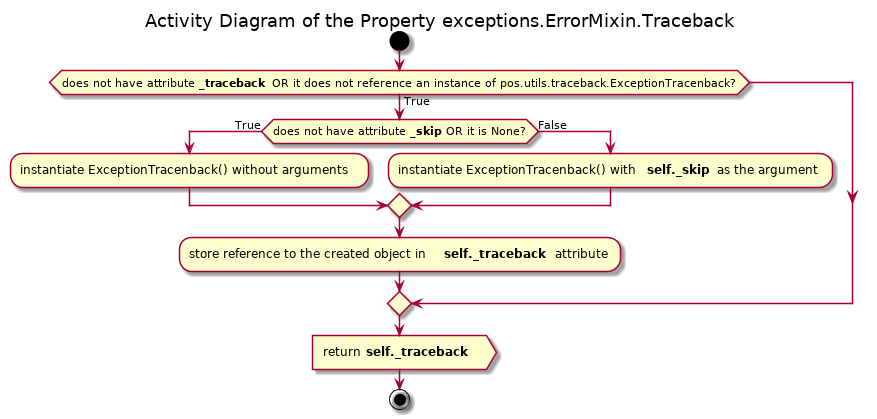 Activity Diagram of the Property exceptions.ErrorMixin.Traceback
does not have attribute _traceback OR it does not reference an instance of pos.utils.traceback.ExceptionTracenback?
True
True
does not have attribute _skip OR it is None?
False
instantiate ExceptionTracenback() without arguments
instantiate ExceptionTracenback() with self._skip as the argument
store reference to the created object in self._traceback attribute
return self._traceback